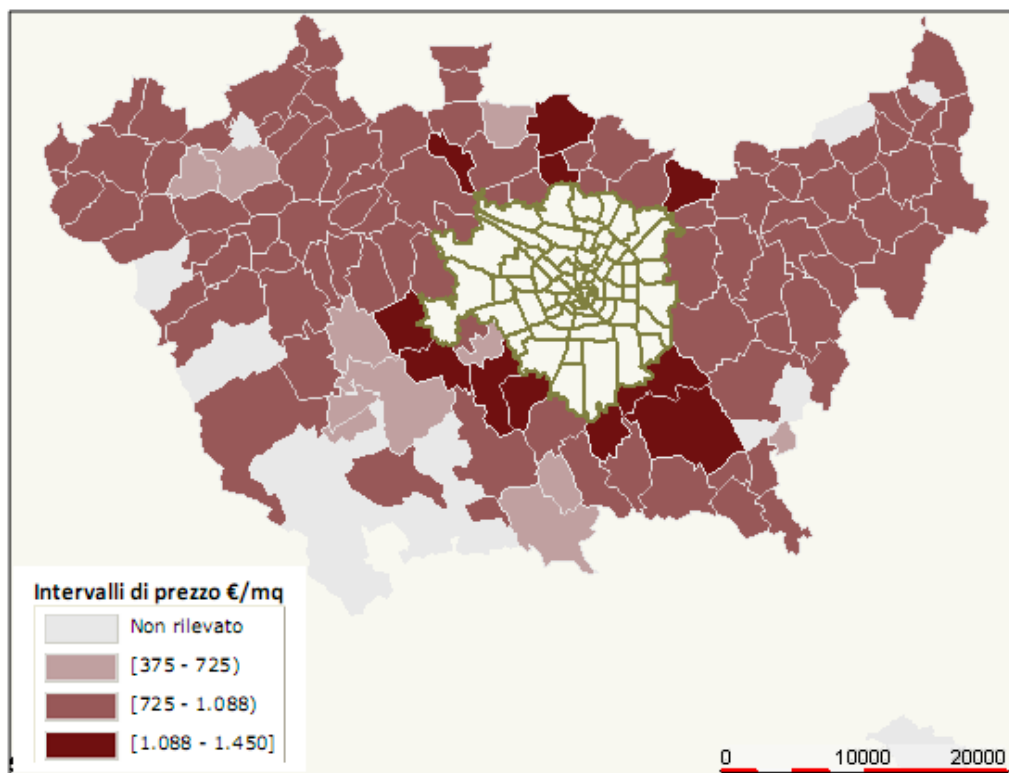 Intervalli di prezzo €/mq
Non rilevato
[375 - 725)
[725 - 1.088)
[1.088 - 1.450]
0 10000 20000